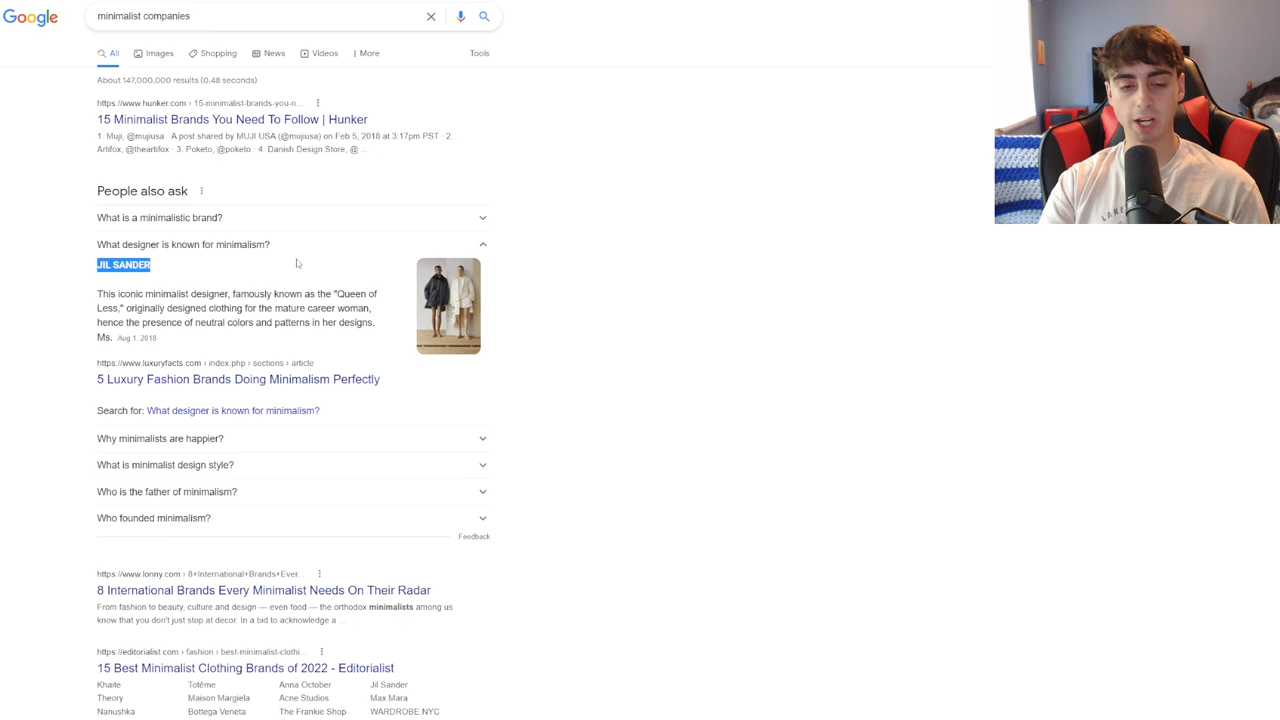 Google
minimalist companies
All Images Shopping News Videos More Tools
About 147,000,000 results (0.48 seconds)
https://www.hunker.com › 15-minimalist-brands-you-n...
15 Minimalist Brands You Need To Follow | Hunker
1. Muji, @mujiusa · A post shared by MUJI USA (@mujiusa) on Feb 5, 2018 at 3:17pm PST · 2.
Artifox, @theartifox · 3. Poketo, @poketo · 4. Danish Design Store, @ ...
People also ask
What is a minimalistic brand?
What designer is known for minimalism?
JIL SANDER
This iconic minimalist designer, famously known as the "Queen of
Less," originally designed clothing for the mature career woman,
hence the presence of neutral colors and patterns in her designs.
Ms. Aug 1, 2018
https://www.luxuryfacts.com › index.php › sections › article
5 Luxury Fashion Brands Doing Minimalism Perfectly
Search for: What designer is known for minimalism?
Why minimalists are happier?
What is minimalist design style?
Who is the father of minimalism?
Who founded minimalism?
Feedback
https://www.lonny.com › 8+International+Brands+Ever...
8 International Brands Every Minimalist Needs On Their Radar
From fashion to beauty, culture and design — even food — the orthodox minimalists among us
know that you don't just stop at decor. In a bid to acknowledge a ...
https://editorialist.com › fashion › best-minimalist-clothi...
15 Best Minimalist Clothing Brands of 2022 - Editorialist
Khaite Totême Anna October Jil Sander
Theory Maison Margiela Acne Studios Max Mara
Nanushka Bottega Veneta The Frankie Shop WARDROBE.NYC